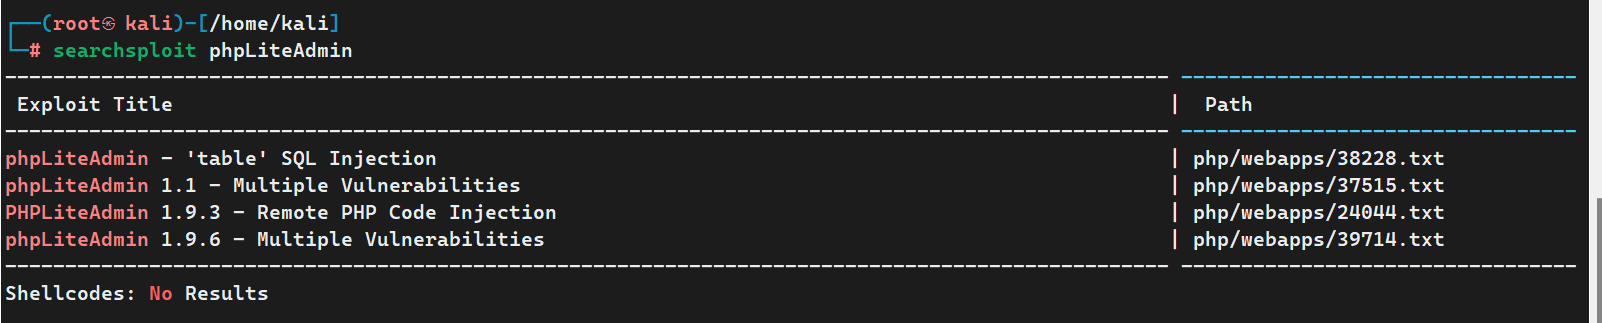 ┌──(root㉿ kali)-[/home/kali]
└─# searchsploit phpLiteAdmin
--------------------------------------------------------------------------------------------------- ---------------------------------
 Exploit Title | Path
--------------------------------------------------------------------------------------------------- ---------------------------------
phpLiteAdmin - 'table' SQL Injection | php/webapps/38228.txt
phpLiteAdmin 1.1 - Multiple Vulnerabilities | php/webapps/37515.txt
PHPLiteAdmin 1.9.3 - Remote PHP Code Injection | php/webapps/24044.txt
phpLiteAdmin 1.9.6 - Multiple Vulnerabilities | php/webapps/39714.txt
--------------------------------------------------------------------------------------------------- ---------------------------------
Shellcodes: No Results